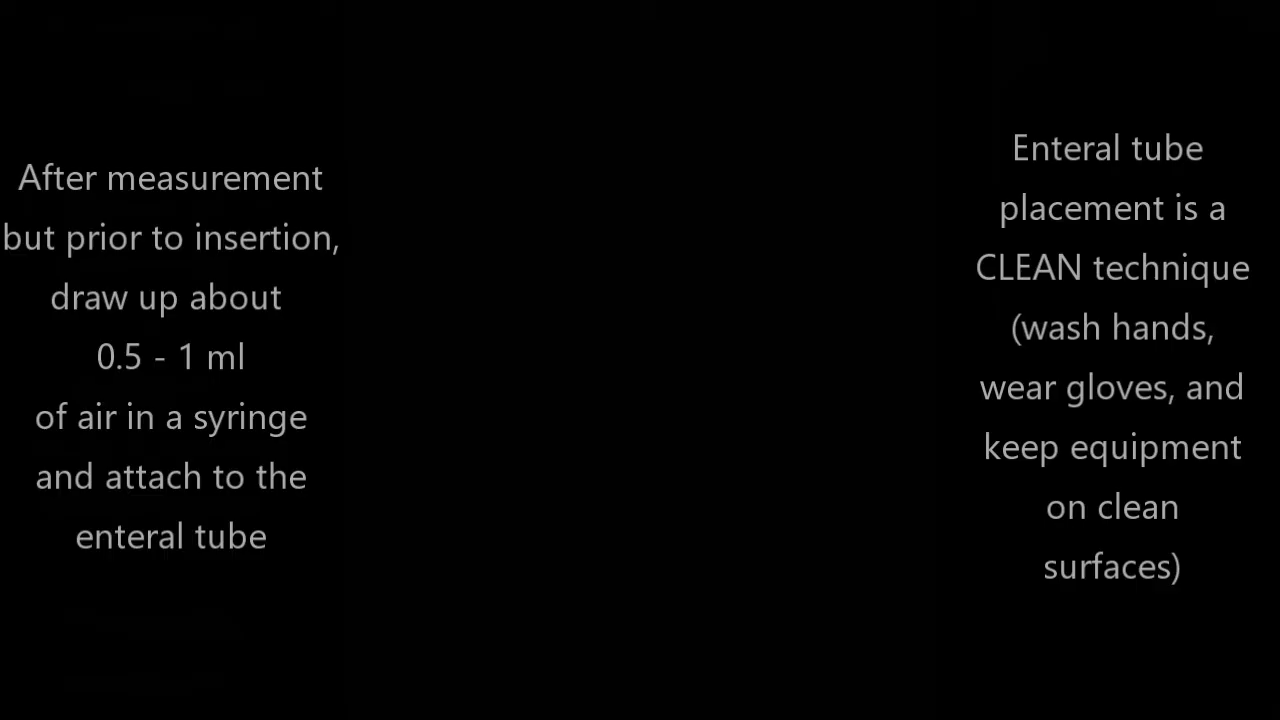 After measurement
but prior to insertion,
draw up about
0.5 - 1 ml
of air in a syringe
and attach to the
enteral tube
Enteral tube
placement is a
CLEAN technique
(wash hands,
wear gloves, and
keep equipment
on clean
surfaces)